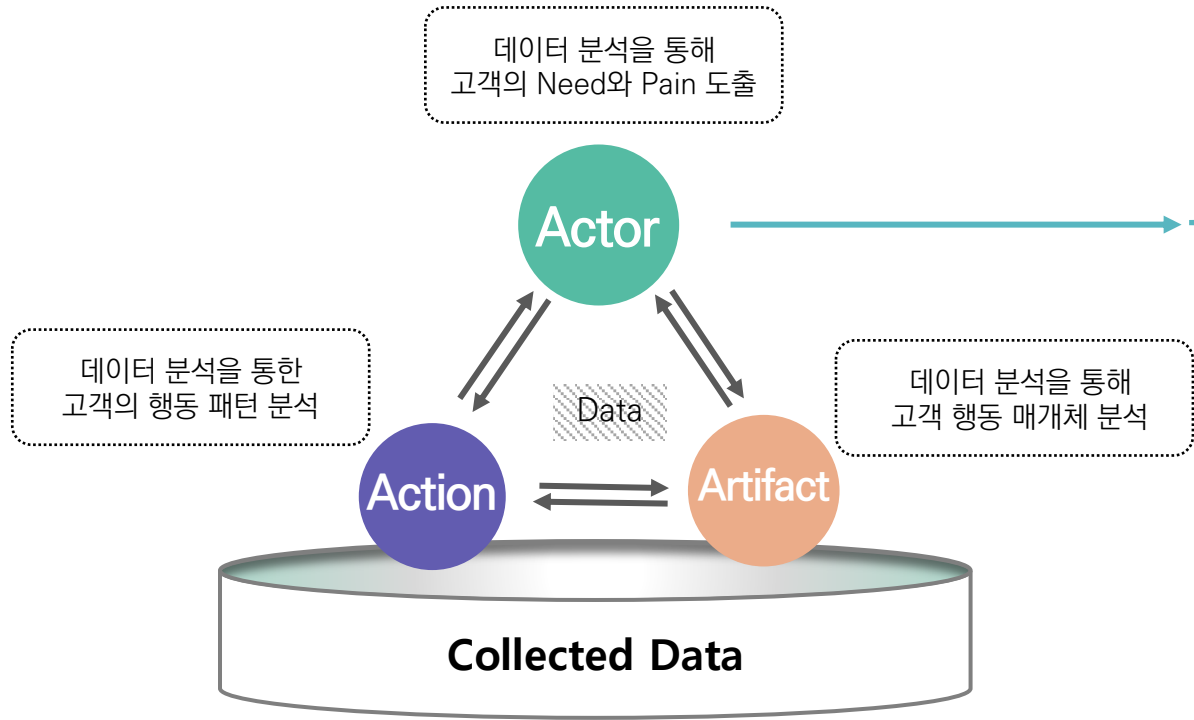 데이터 분석을 통해
고객의 Need와 Pain 도출
Actor
데이터 분석을 통한
고객의 행동 패턴 분석
데이터 분석을 통해
고객 행동 매개체 분석
Data
Action
Artifact
Collected Data